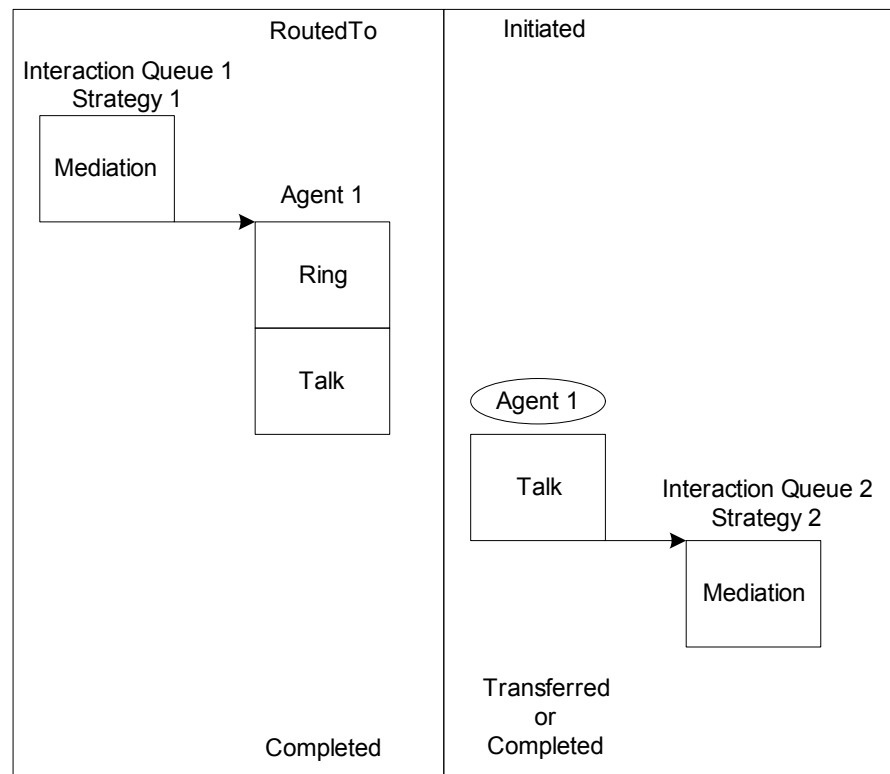 RoutedTo
Initiated
Interaction Queue 1
Strategy 1
Mediation
Agent 1
Ring
Talk
Agent 1
Talk
Interaction Queue 2
Strategy 2
Mediation
Transferred
or
Completed
Completed